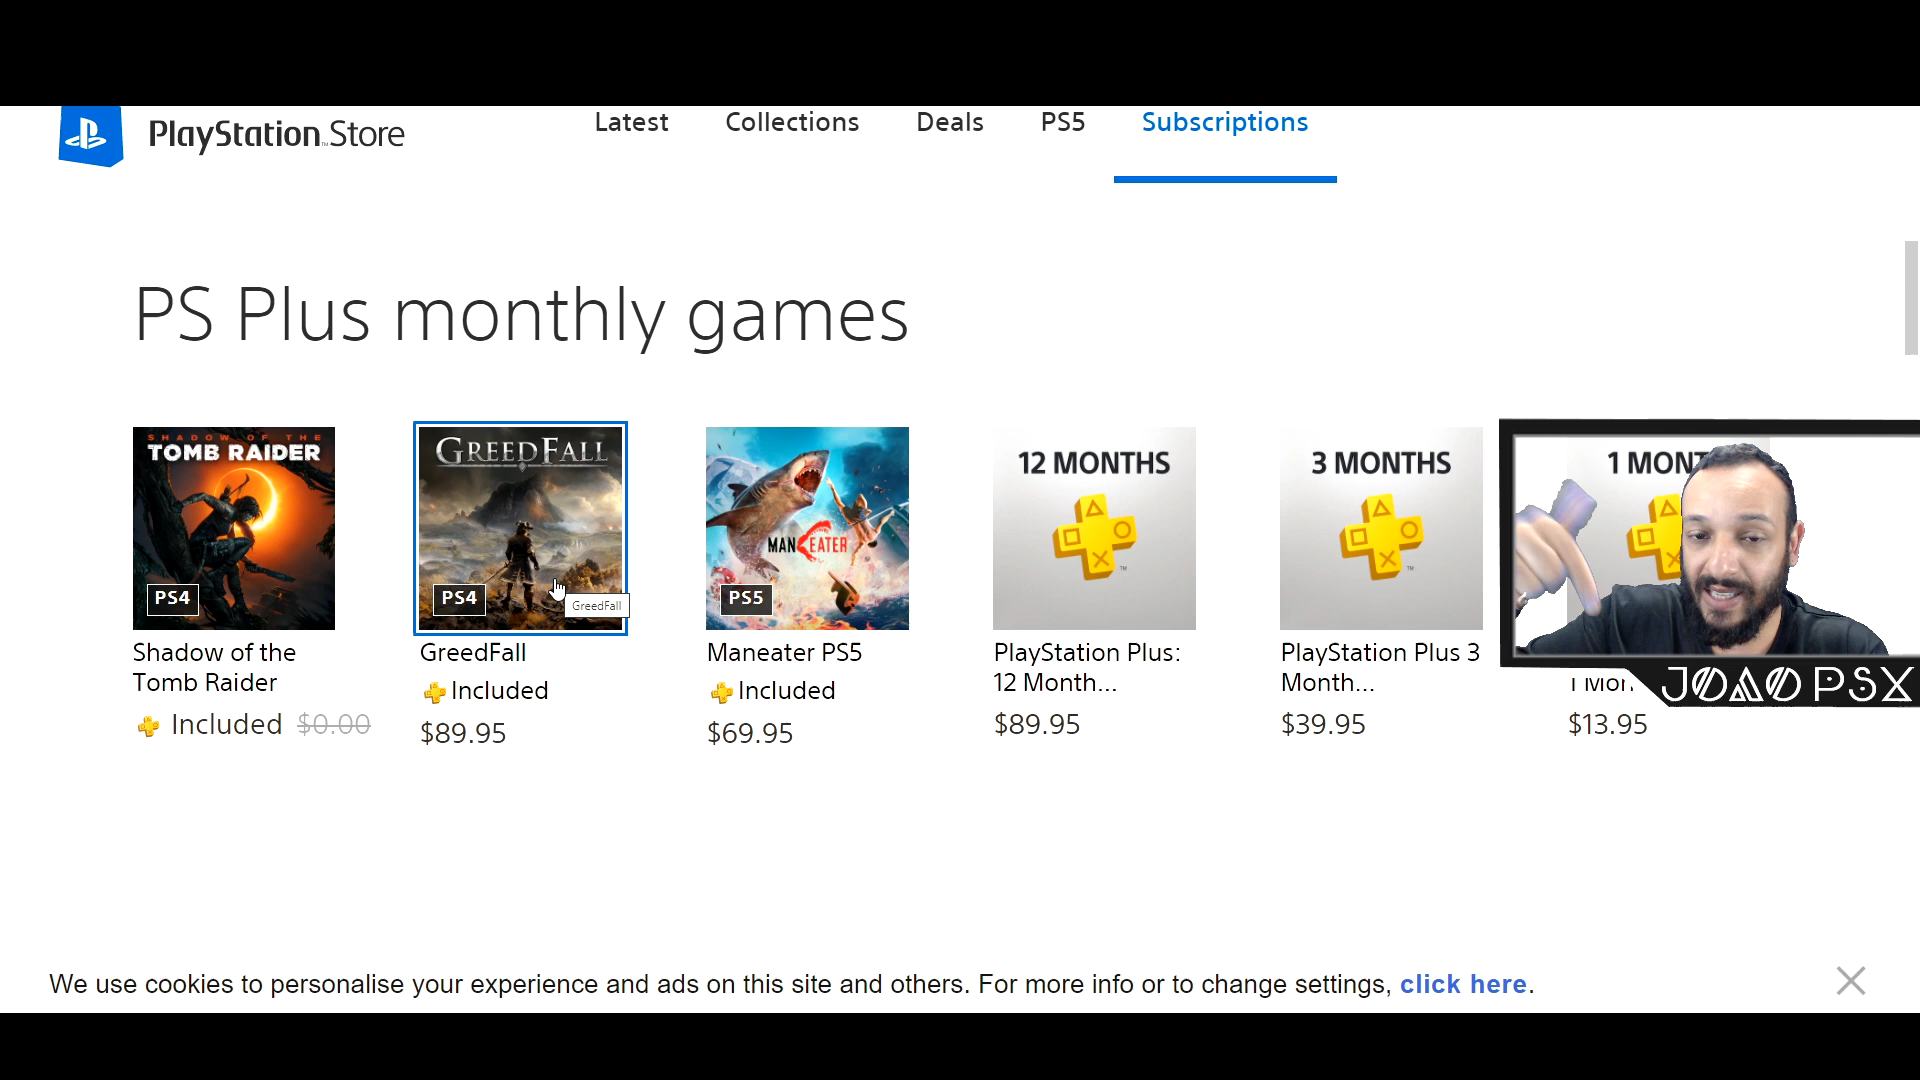 PlayStation™Store
Latest
Collections
Deals
PS5
Subscriptions
PS Plus monthly games
SHADOW OF THE
TOMB RAIDER
PS4
Shadow of the
Tomb Raider
Included $0.00
GREEDFALL
PS4
GreedFall
GreedFall
Included
$89.95
MANEATER
PS5
Maneater PS5
Included
$69.95
12 MONTHS
PlayStation Plus:
12 Month...
$89.95
3 MONTHS
PlayStation Plus 3
Month...
$39.95
1 MONT
1 Mon
$13.95
JOAO PSX
We use cookies to personalise your experience and ads on this site and others. For more info or to change settings, click here.